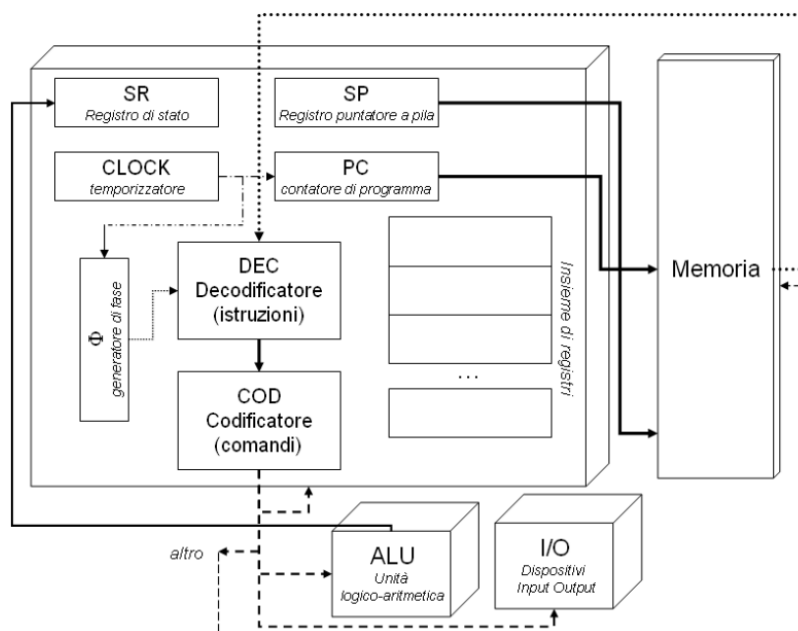 SR
Registro di stato
SP
Registro puntatore a pila
CLOCK
temporizzatore
PC
contatore di programma
Φ
generatore di fase
DEC
Decodificatore
(istruzioni)
COD
Codificatore
(comandi)
...
Insieme di registri
Memoria
altro
ALU
Unità
logico-aritmetica
I/O
Dispositivi
Input Output